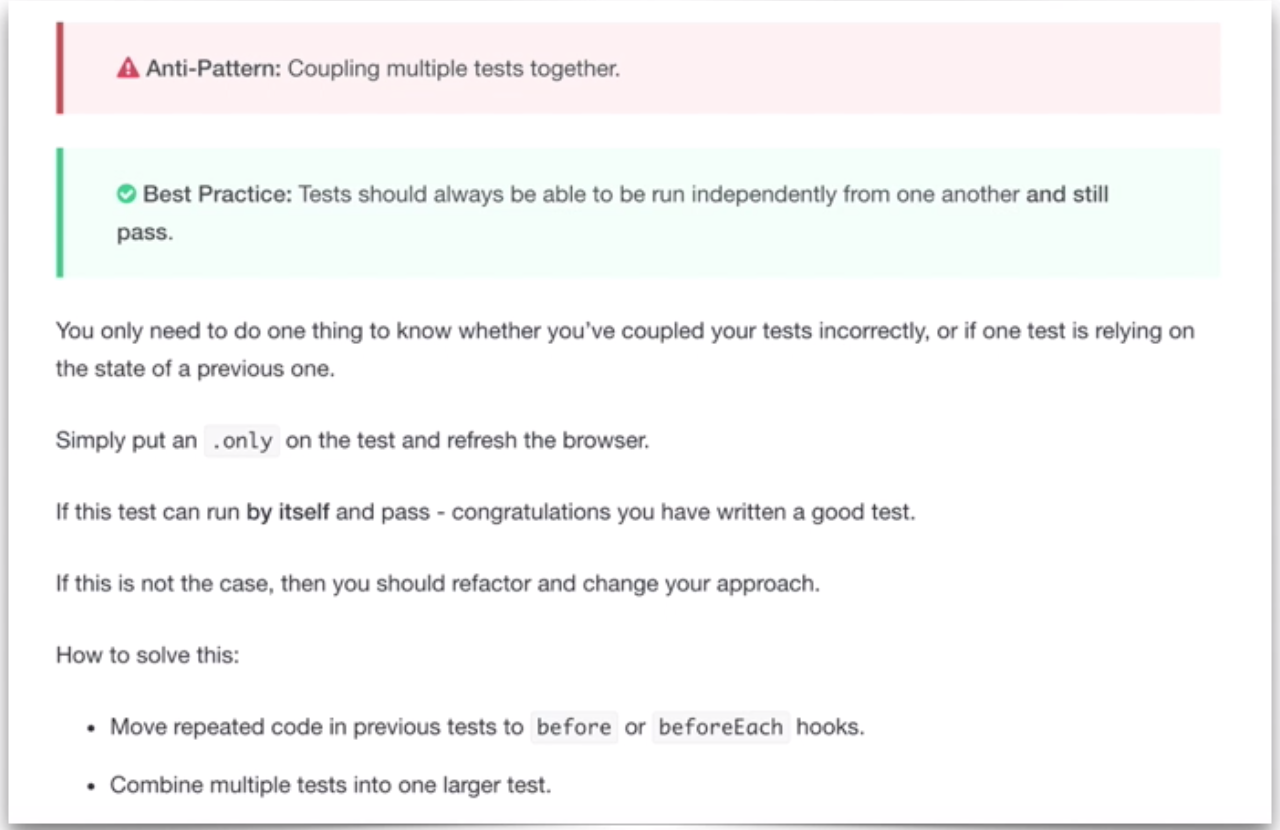 Anti-Pattern: Coupling multiple tests together.
Best Practice: Tests should always be able to be run independently from one another and still
pass.
You only need to do one thing to know whether you've coupled your tests incorrectly, or if one test is relying on
the state of a previous one.
Simply put an .only on the test and refresh the browser.
If this test can run by itself and pass - congratulations you have written a good test.
If this is not the case, then you should refactor and change your approach.
How to solve this:
• Move repeated code in previous tests to before or beforeEach hooks.
• Combine multiple tests into one larger test.